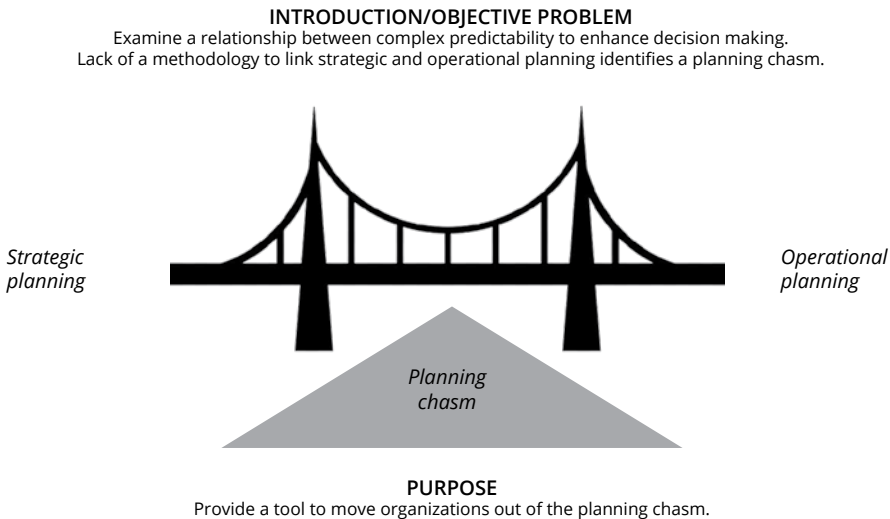 INTRODUCTION/OBJECTIVE PROBLEM
Examine a relationship between complex predictability to enhance decision making.
Lack of a methodology to link strategic and operational planning identifies a planning chasm.
Strategic
planning
Operational
planning
Planning
chasm
PURPOSE
Provide a tool to move organizations out of the planning chasm.